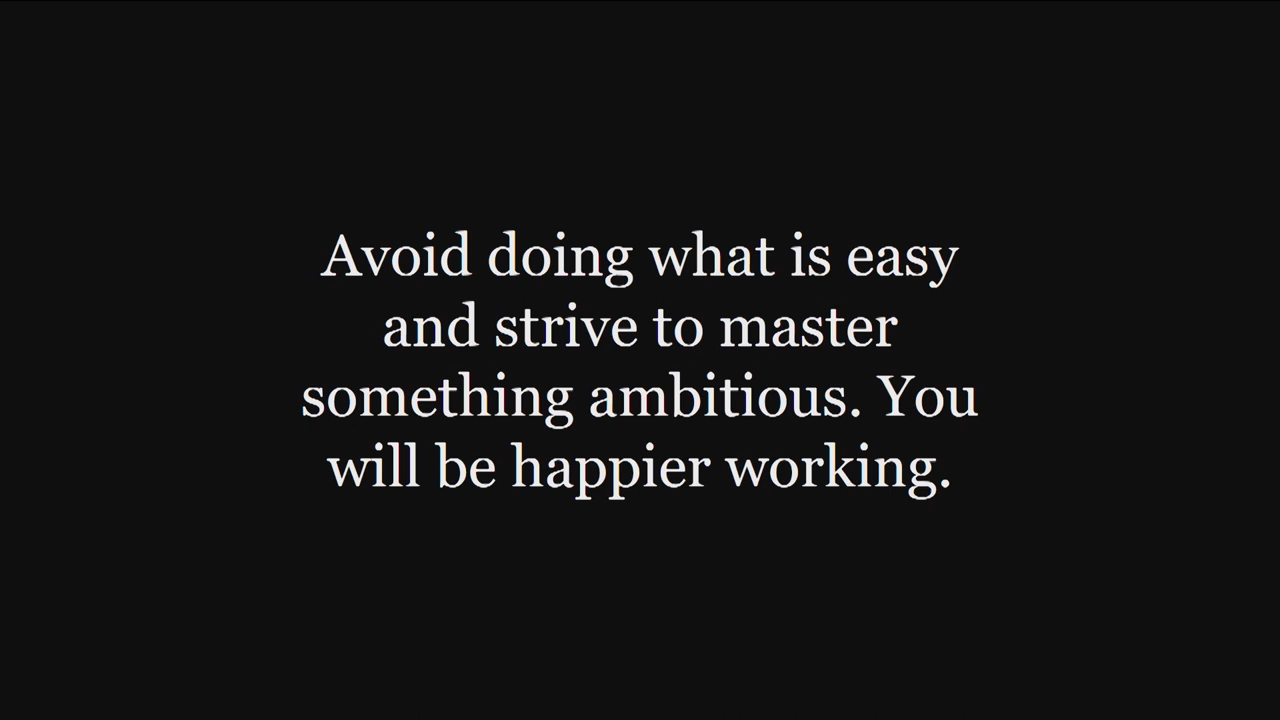 Avoid doing what is easy
and strive to master
something ambitious. You
will be happier working.